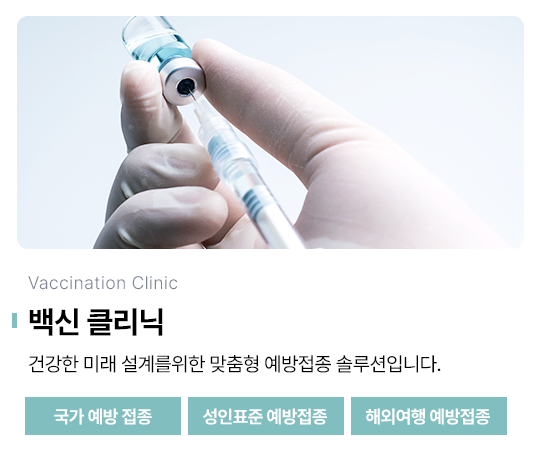 Vaccination Clinic
백신 클리닉
건강한 미래 설계를위한 맞춤형 예방접종 솔루션입니다.
국가 예방 접종
성인표준 예방접종
해외여행 예방접종